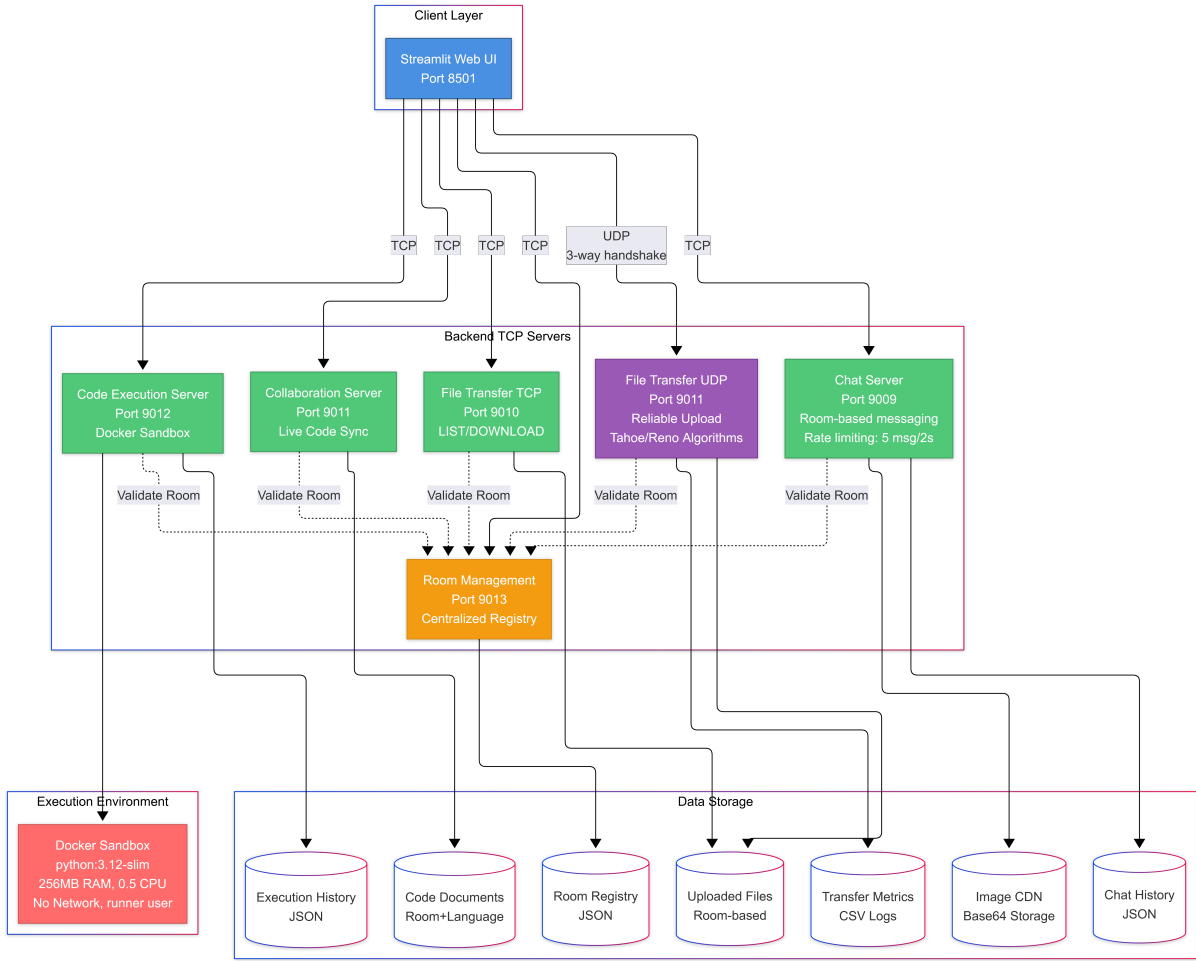 Client Layer
Streamlit Web UI
Port 8501
TCP
TCP
TCP
TCP
UDP
3-way handshake
TCP
Backend TCP Servers
Code Execution Server
Port 9012
Docker Sandbox
Collaboration Server
Port 9011
Live Code Sync
File Transfer TCP
Port 9010
LIST/DOWNLOAD
File Transfer UDP
Port 9011
Reliable Upload
Tahoe/Reno Algorithms
Chat Server
Port 9009
Room-based messaging
Rate limiting: 5 msg/2s
Validate Room
Validate Room
Validate Room
Validate Room
Validate Room
Room Management
Port 9013
Centralized Registry
Execution Environment
Docker Sandbox
python:3.12-slim
256MB RAM, 0.5 CPU
No Network, runner user
Data Storage
Execution History
JSON
Code Documents
Room+Language
Room Registry
JSON
Uploaded Files
Room-based
Transfer Metrics
CSV Logs
Image CDN
Base64 Storage
Chat History
JSON